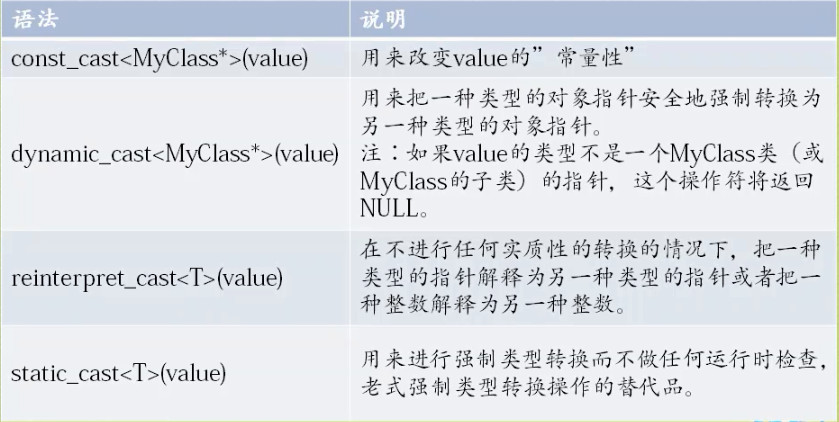 语法 说明
const_cast<MyClass*>(value) 用来改变value的”常量性”
用来把一种类型的对象指针安全地强制转换为
另一种类型的对象指针。
dynamic_cast<MyClass*>(value) 注：如果value的类型不是一个MyClass类（或
MyClass的子类）的指针，这个操作符将返回
NULL。
在不进行任何实质性的转换的情况下，把一种
reinterpret_cast<T>(value) 类型的指针解释为另一种类型的指针或者把一
种整数解释为另一种整数。
static_cast<T>(value) 用来进行强制类型转换而不做任何运行时检查，
老式强制类型转换操作的替代品。